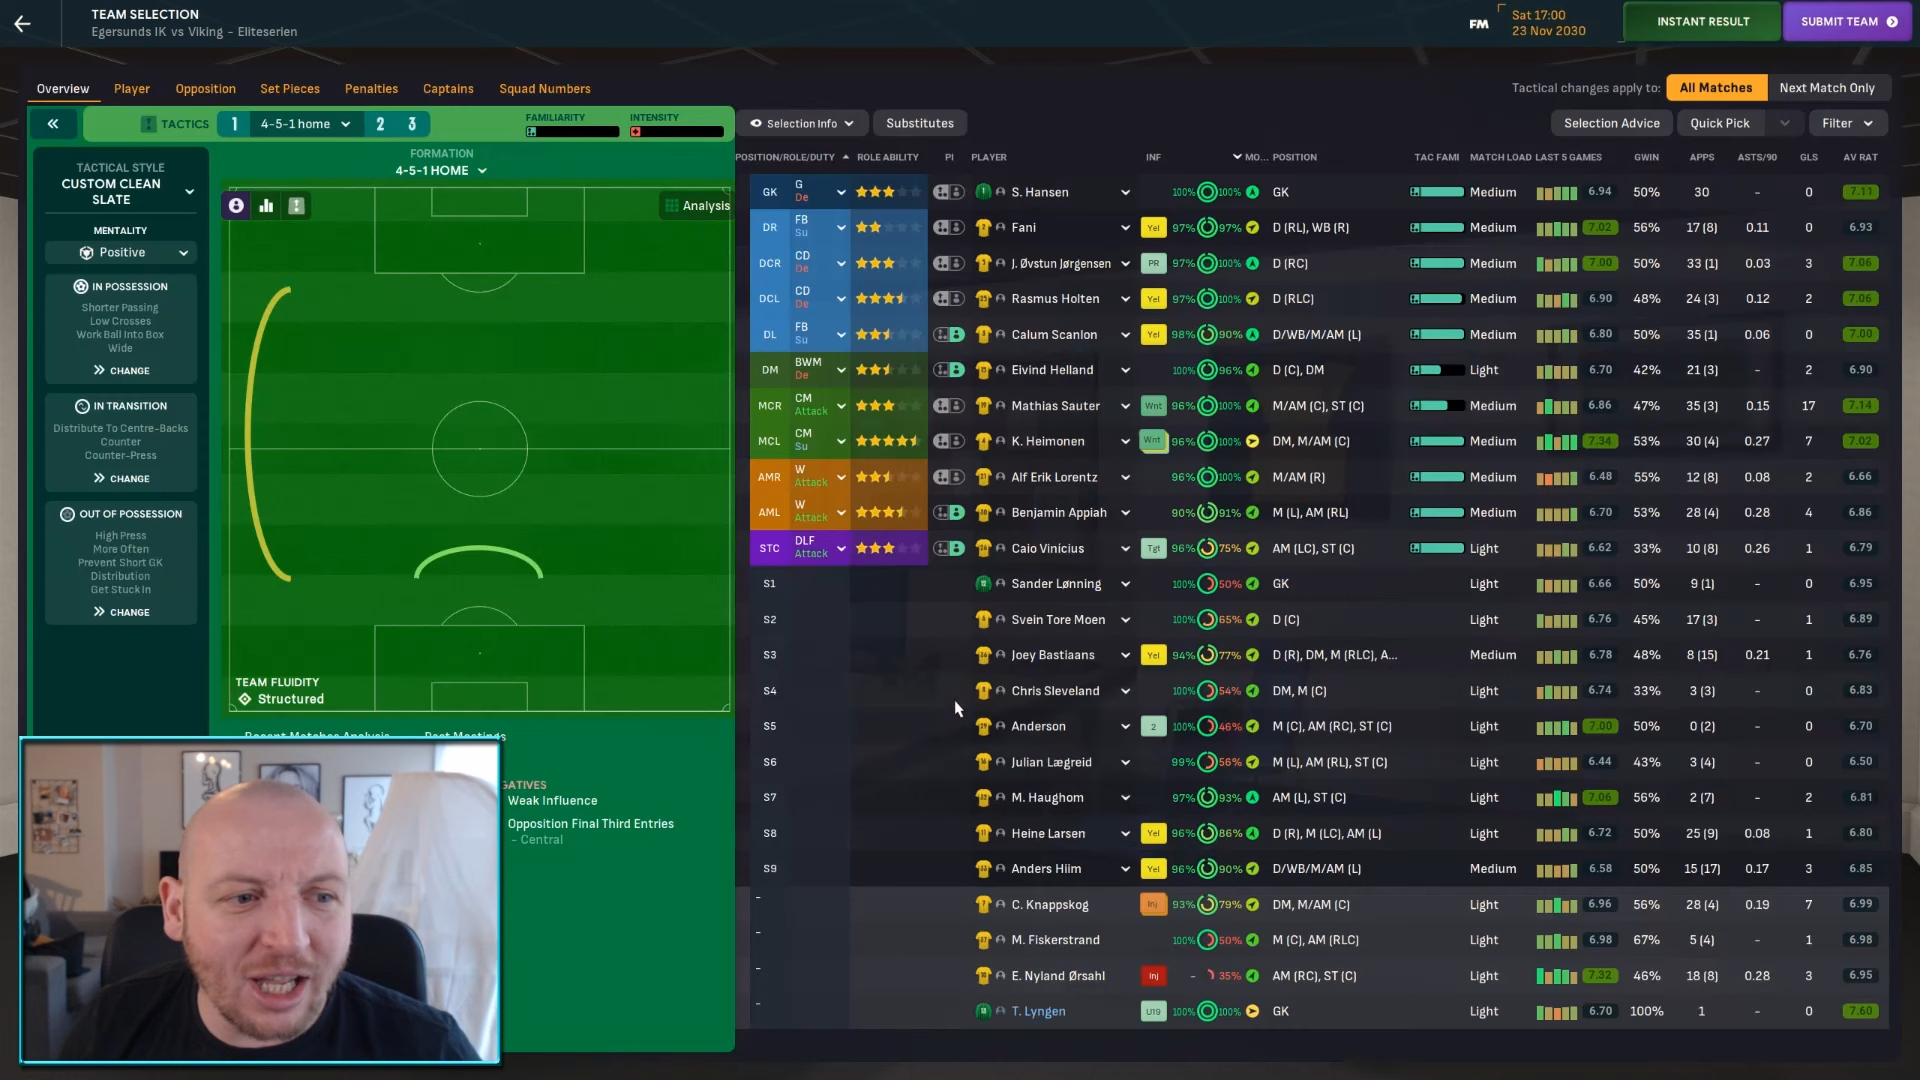 TEAM SELECTION
Egersunds IK vs Viking - Eliteserien
FM
Sat 17:00
23 Nov 2030
INSTANT RESULT
SUBMIT TEAM
Overview Player Opposition Set Pieces Penalties Captains Squad Numbers
Tactical changes apply to: All Matches Next Match Only
TACTICS 1 4-5-1 home 2 3
FAMILIARITY INTENSITY
Selection Info Substitutes
Selection Advice Quick Pick Filter
TACTICAL STYLE
CUSTOM CLEAN
SLATE
MENTALITY
Positive
IN POSSESSION
Shorter Passing
Low Crosses
Work Ball Into Box
Wide
CHANGE
IN TRANSITION
Distribute To Centre-Backs
Counter
Counter-Press
CHANGE
OUT OF POSSESSION
High Press
More Often
Prevent Short GK
Distribution
Get Stuck In
CHANGE
FORMATION
4-5-1 HOME
Analysis
TEAM FLUIDITY
Structured
Recent Matches Analysis Past Meetings
GATIVES
Weak Influence
Opposition Final Third Entries
- Central
POSITION/ROLE/DUTY ROLE ABILITY PI PLAYER INF MO... POSITION TAC FAMI MATCH LOAD LAST 5 GAMES GWIN APPS ASTS/90 GLS AV RAT
GK G De S. Hansen 100% 100% GK Medium 6.94 50% 30 - 0 7.11
DR FB Su Fani Yel 97% 97% D (RL), WB (R) Medium 7.02 56% 17 (8) 0.11 0 6.93
DCR CD De J. Øvstun Jørgensen PR 97% 100% D (RC) Medium 7.00 50% 33 (1) 0.03 3 7.06
DCL CD De Rasmus Holten Yel 97% 100% D (RLC) Medium 6.90 48% 24 (3) 0.12 2 7.06
DL FB Su Calum Scanlon Yel 98% 90% D/WB/M/AM (L) Medium 6.80 50% 35 (1) 0.06 0 7.00
DM BWM De Eivind Helland 100% 96% D (C), DM Light 6.70 42% 21 (3) - 2 6.90
MCR CM Attack Mathias Sauter Wnt 96% 100% M/AM (C), ST (C) Medium 6.86 47% 35 (3) 0.15 17 7.14
MCL CM Su K. Heimonen Wnt 96% 100% DM, M/AM (C) Medium 7.34 53% 30 (4) 0.27 7 7.02
AMR W Attack Alf Erik Lorentz 96% 100% M/AM (R) Medium 6.48 55% 12 (8) 0.08 2 6.66
AML W Attack Benjamin Appiah 90% 91% M (L), AM (RL) Medium 6.70 53% 28 (4) 0.28 4 6.86
STC DLF Attack Caio Vinícius Tgt 96% 75% AM (LC), ST (C) Light 6.62 33% 10 (8) 0.26 1 6.79
S1 Sander Lønning 100% 50% GK Light 6.66 50% 9 (1) - 0 6.95
S2 Svein Tore Moen 100% 65% D (C) Light 6.76 45% 17 (3) - 1 6.89
S3 Joey Bastiaans Yel 94% 77% D (R), DM, M (RLC), A... Medium 6.78 48% 8 (15) 0.21 1 6.76
S4 Chris Sleveland 100% 54% DM, M (C) Light 6.74 33% 3 (3) - 0 6.83
S5 Anderson 2 100% 46% M (C), AM (RC), ST (C) Light 7.00 50% 0 (2) - 0 6.70
S6 Julian Lægreid 99% 56% M (L), AM (RL), ST (C) Light 6.44 43% 3 (4) - 0 6.50
S7 M. Haughom 97% 93% AM (L), ST (C) Light 7.06 56% 2 (7) - 2 6.81
S8 Heine Larsen Yel 96% 86% D (R), M (LC), AM (L) Light 6.72 50% 25 (9) 0.08 1 6.80
S9 Anders Hiim Yel 96% 90% D/WB/M/AM (L) Medium 6.58 50% 15 (17) 0.17 3 6.85
- C. Knappskog Inj 93% 79% DM, M/AM (C) Light 6.96 56% 28 (4) 0.19 7 6.99
- M. Fiskerstrand 100% 50% M (C), AM (RLC) Light 6.98 67% 5 (4) - 1 6.98
- E. Nyland Ørsahl Inj - 35% AM (RC), ST (C) Light 7.32 46% 18 (8) 0.28 3 6.95
- T. Lyngen U19 100% 100% GK Light 6.70 100% 1 - 0 7.60